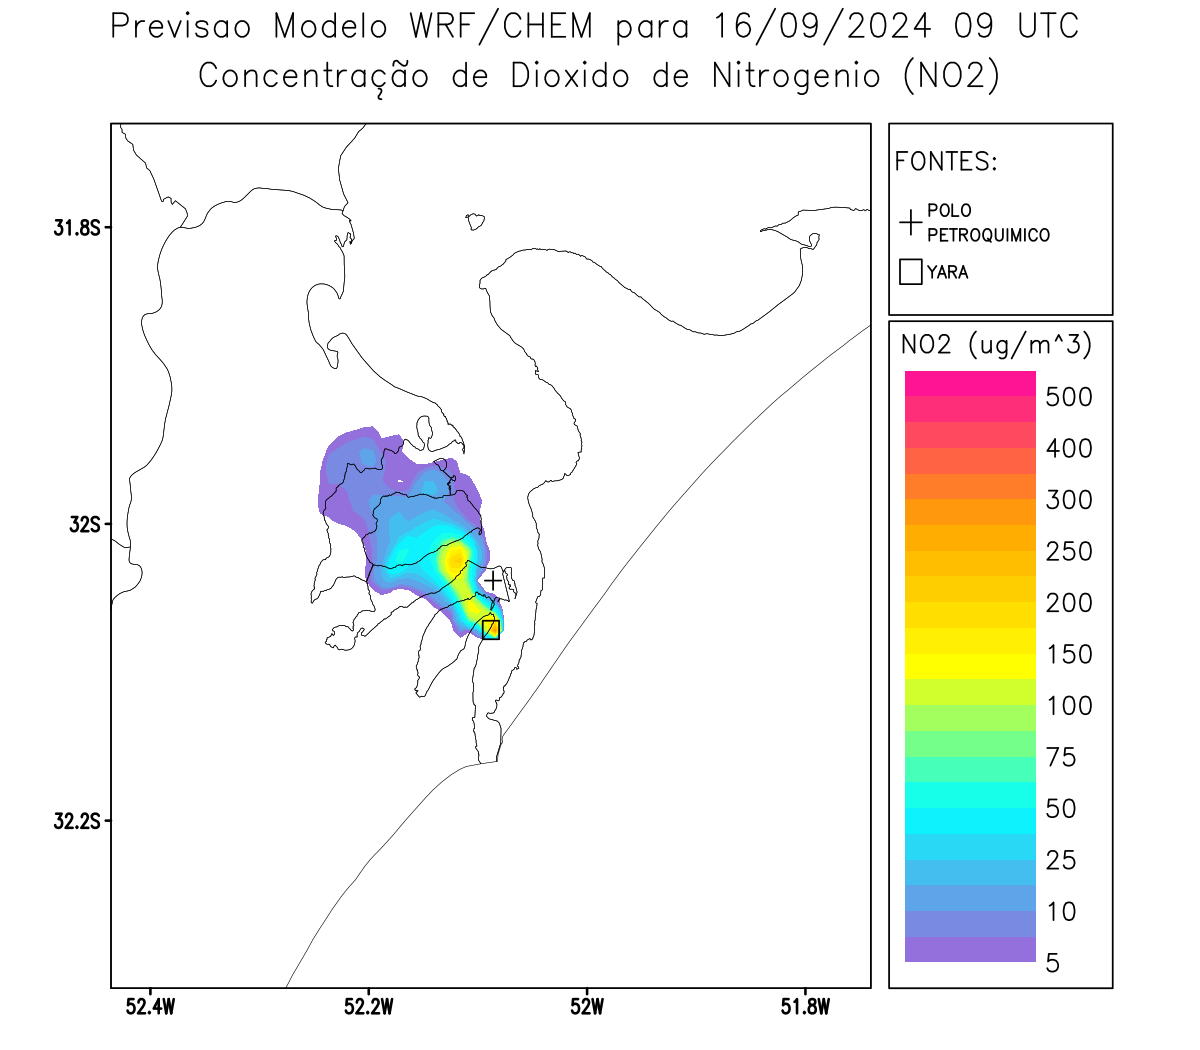 Previsao Modelo WRF/CHEM para 16/09/2024 09 UTC
Concentração de Dioxido de Nitrogenio (NO2)
FONTES:
POLO
PETROQUIMICO
YARA
NO2 (ug/m^3)
500
400
300
250
200
150
100
75
50
25
10
5
31.8S
32S
32.2S
52.4W
52.2W
52W
51.8W